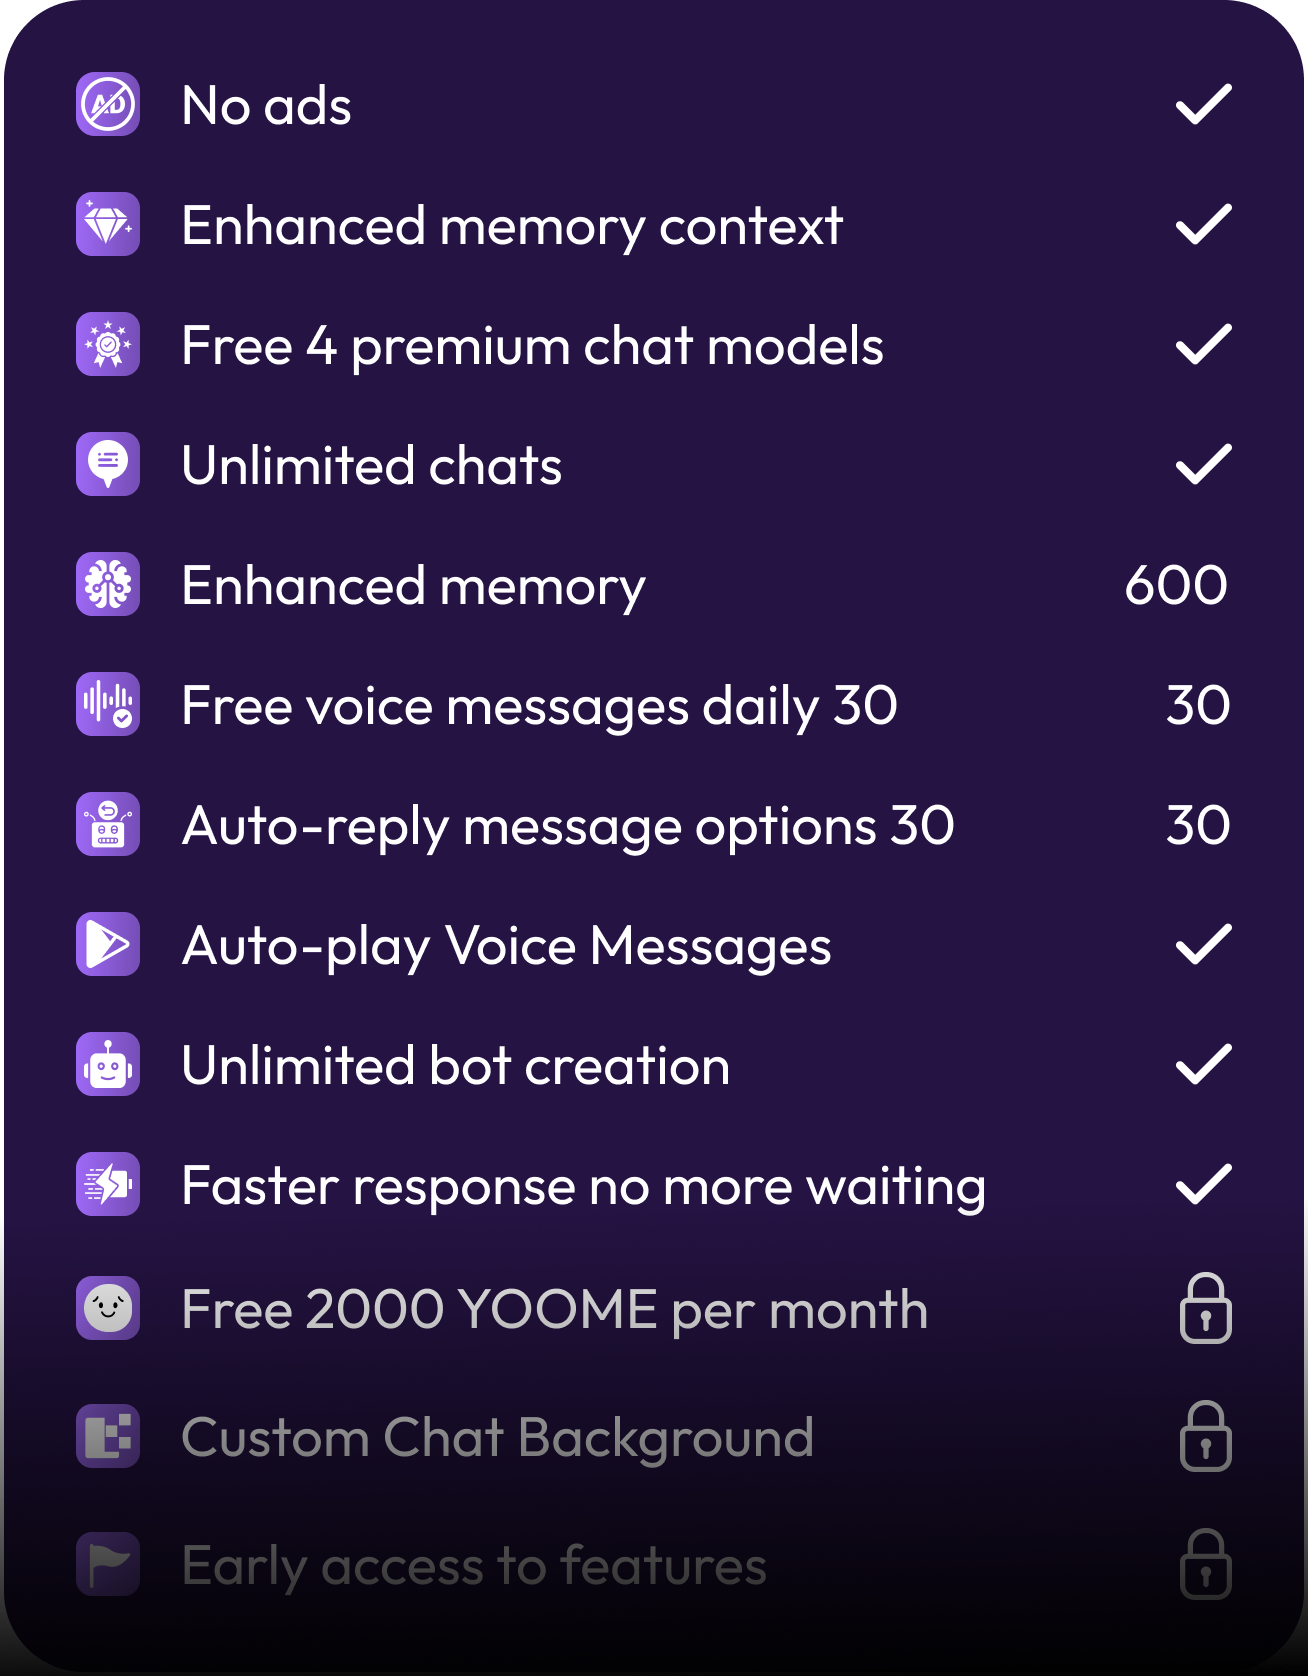 AD
No ads
Enhanced memory context
Free 4 premium chat models
Unlimited chats
Enhanced memory 600
Free voice messages daily 30 30
Auto-reply message options 30 30
Auto-play Voice Messages
Unlimited bot creation
Faster response no more waiting
Free 2000 YOOME per month
Custom Chat Background
Early access to features